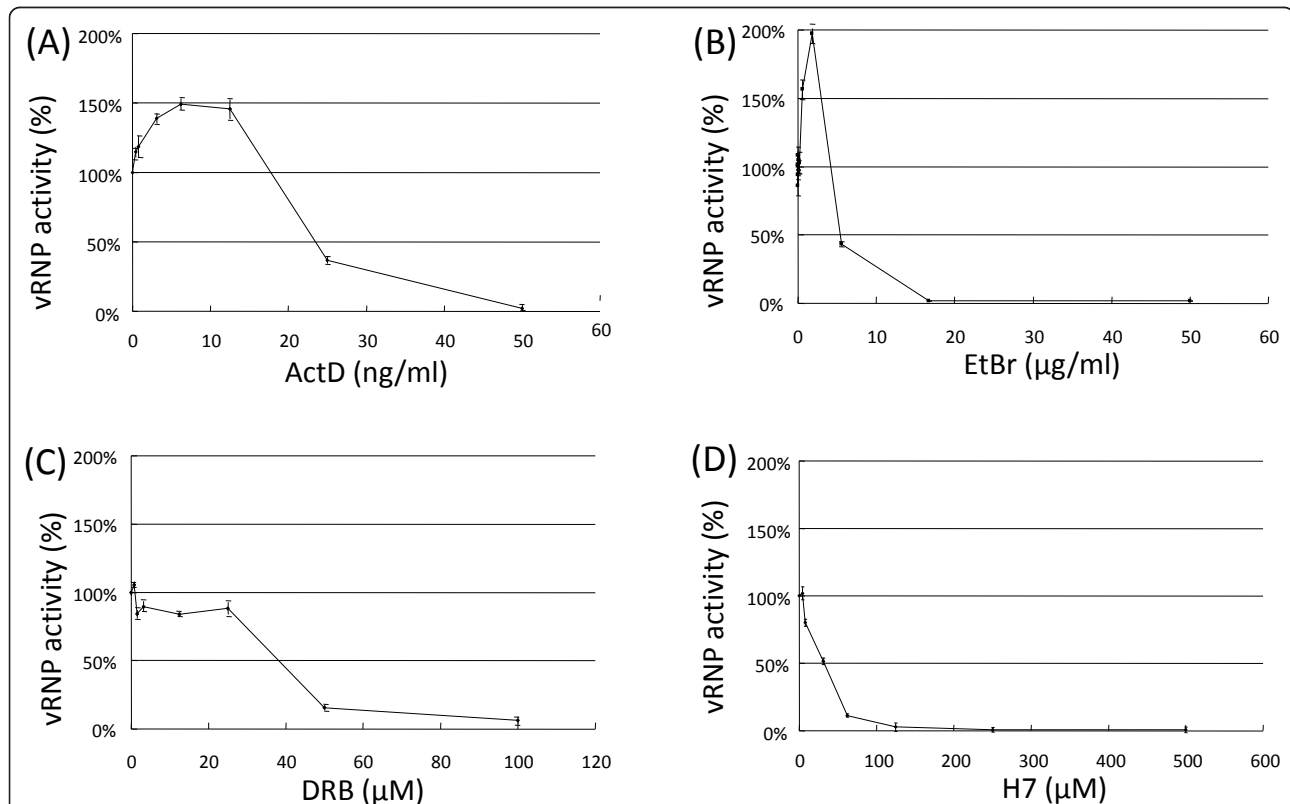 (A)
vRNP activity (%)
200%
150%
100%
50%
0%
0 10 20 30 40 50 60
ActD (ng/ml)
(B)
vRNP activity (%)
200%
150%
100%
50%
0%
0 10 20 30 40 50 60
EtBr (µg/ml)
(C)
vRNP activity (%)
200%
150%
100%
50%
0%
0 20 40 60 80 100 120
DRB (µM)
(D)
vRNP activity (%)
200%
150%
100%
50%
0%
0 100 200 300 400 500 600
H7 (µM)